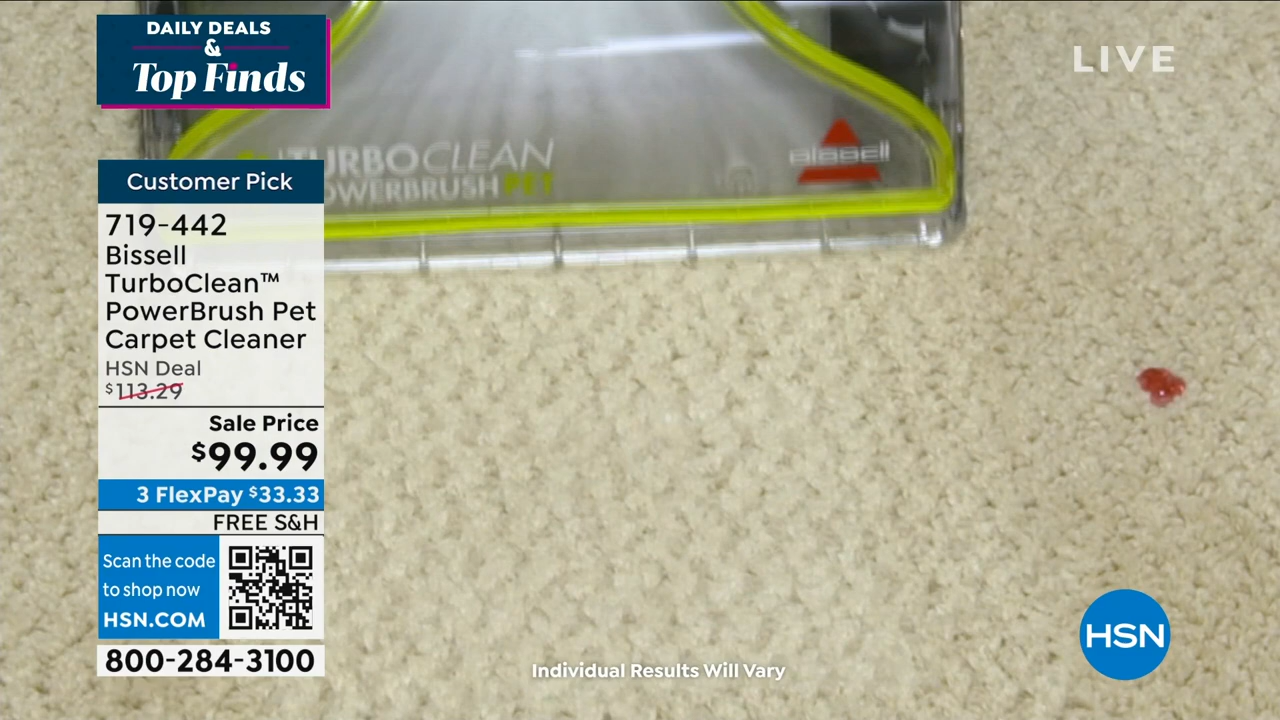 DAILY DEALS
&
Top Finds
LIVE
TURBOCLEAN
POWERBRUSH PET
BISSELL
Customer Pick
719-442
Bissell
TurboClean™
PowerBrush Pet
Carpet Cleaner
HSN Deal
$113.29
Sale Price
$99.99
3 FlexPay $33.33
FREE S&H
Scan the code
to shop now
HSN.COM
800-284-3100
Individual Results Will Vary
HSN